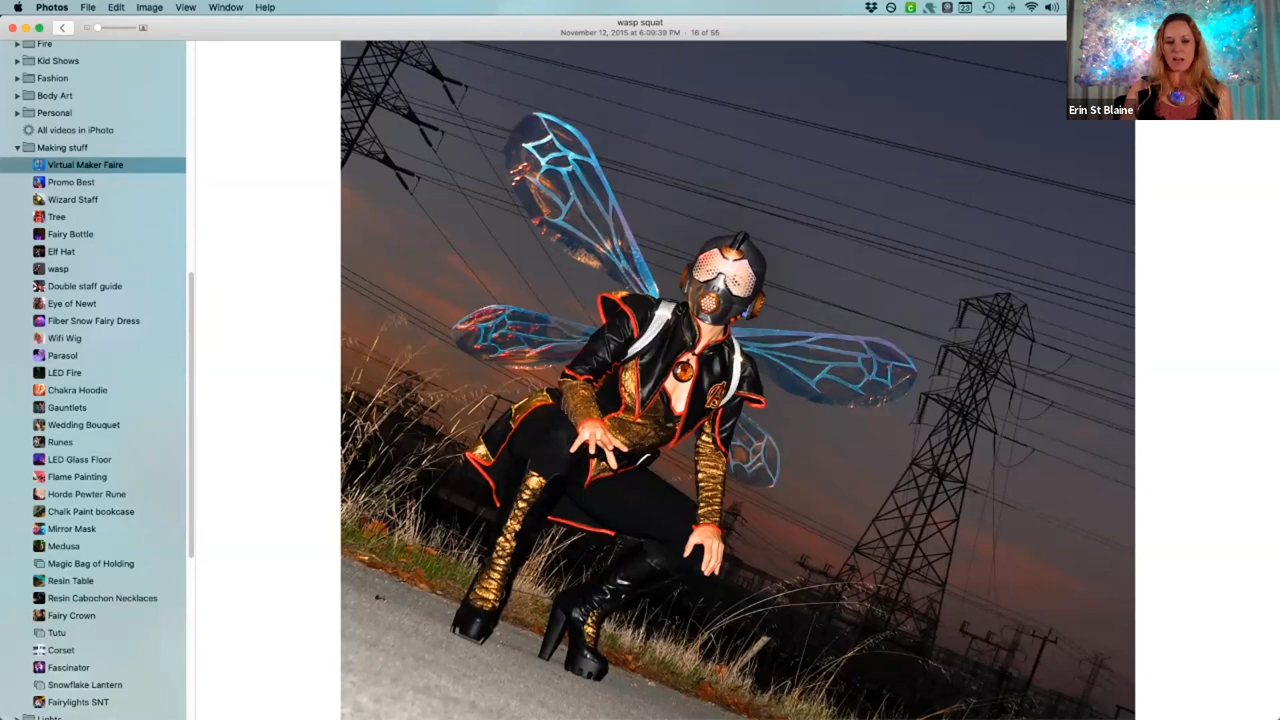 Photos File Edit Image View Window Help
23
wasp squat
November 12, 2015 at 6:09:39 PM · 16 of 55
Erin St Blaine
Fire
Kid Shows
Fashion
Body Art
Personal
All videos in iPhoto
Making stuff
Virtual Maker Faire
Promo Best
Wizard Staff
Tree
Fairy Bottle
Elf Hat
wasp
Double staff guide
Eye of Newt
Fiber Snow Fairy Dress
Wifi Wig
Parasol
LED Fire
Chakra Hoodie
Gauntlets
Wedding Bouquet
Runes
LED Glass Floor
Flame Painting
Horde Pewter Rune
Chalk Paint bookcase
Mirror Mask
Medusa
Magic Bag of Holding
Resin Table
Resin Cabochon Necklaces
Fairy Crown
Tutu
Corset
Fascinator
Snowflake Lantern
Fairylights SNT
Lights